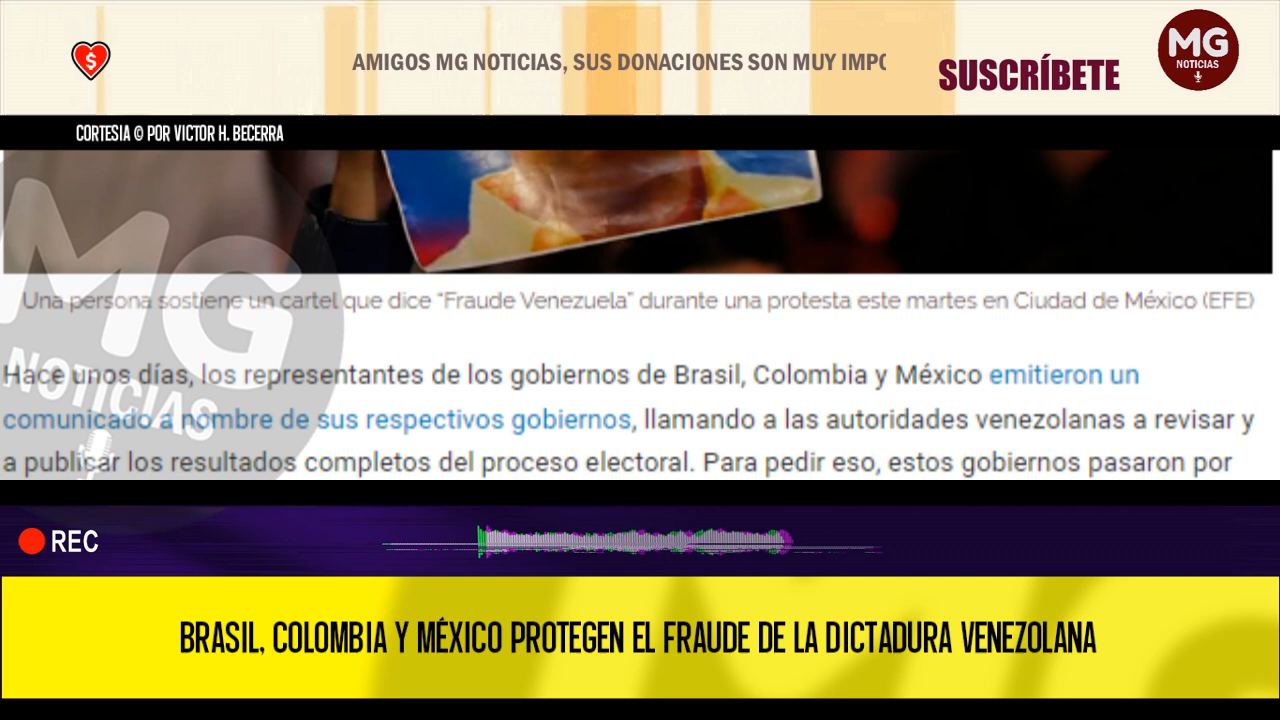 AMIGOS MG NOTICIAS, SUS DONACIONES SON MUY
SUSCRÍBETE
MG
NOTICIAS
CORTESIA © POR VICTOR H. BECERRA
Una persona sostiene un cartel que dice “Fraude Venezuela” durante una protesta este martes en Ciudad de México (EFE)
MG
NOTICIAS
Hace unos días, los representantes de los gobiernos de Brasil, Colombia y México emitieron un
comunicado a nombre de sus respectivos gobiernos, llamando a las autoridades venezolanas a revisar y
a publicar los resultados completos del proceso electoral. Para pedir eso, estos gobiernos pasaron por
REC
BRASIL, COLOMBIA Y MÉXICO PROTEGEN EL FRAUDE DE LA DICTADURA VENEZOLANA